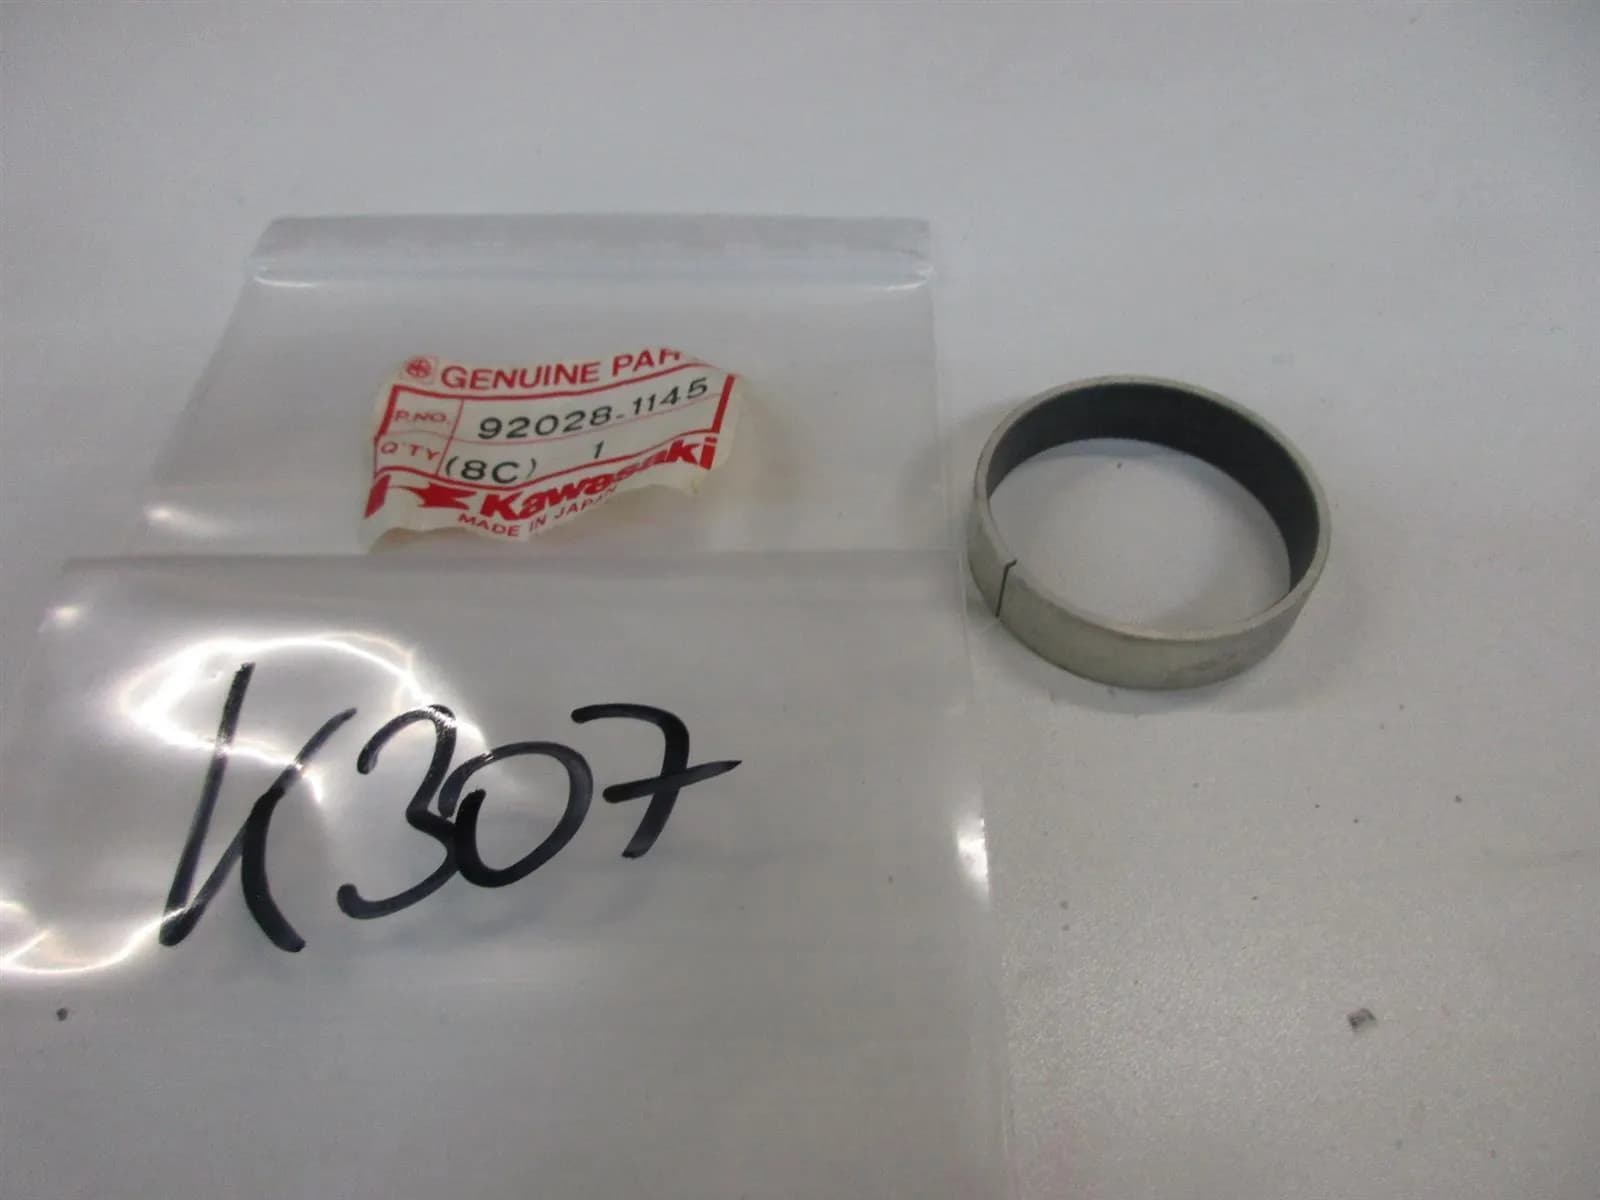 GENUINE PAR
P.NO. 92028-1145
Q'TY (8C) 1
Kawasaki
MADE IN JAPAN
K307